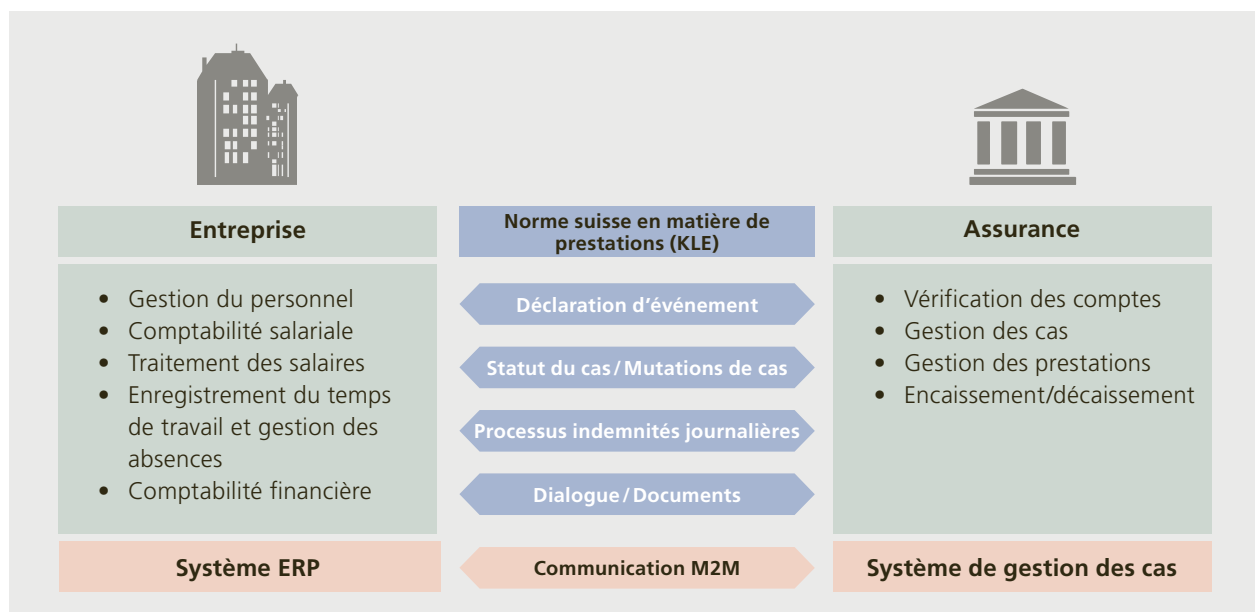 Entreprise
• Gestion du personnel
• Comptabilité salariale
• Traitement des salaires
• Enregistrement du temps
de travail et gestion des
absences
• Comptabilité financière
Système ERP
Norme suisse en matière de
prestations (KLE)
Déclaration d'événement
Statut du cas / Mutations de cas
Processus indemnités journalières
Dialogue / Documents
Communication M2M
Assurance
• Vérification des comptes
• Gestion des cas
• Gestion des prestations
• Encaissement/décaissement
Système de gestion des cas